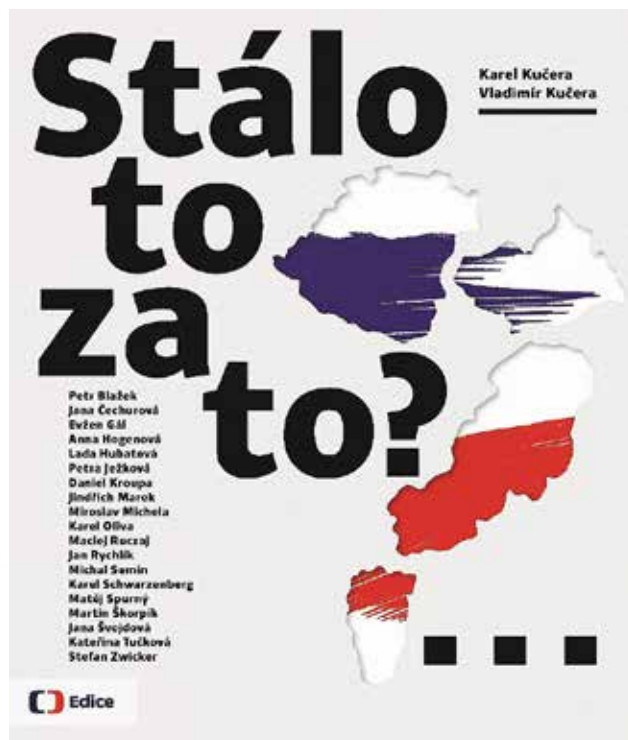 Stálo
to
za
to?
Karel Kučera
Vladimír Kučera
Petr Blažek
Jana Čechurová
Evžen Gál
Anna Hogenová
Lada Hubatová
Petra Ježková
Daniel Kroupa
Jindřich Marek
Miroslav Michela
Karel Oliva
Maciej Ruczaj
Jan Rychlík
Michal Semín
Karel Schwarzenberg
Matěj Spurný
Martin Škorpík
Jana Švejdová
Kateřina Tučková
Stefan Zwicker
...
Edice